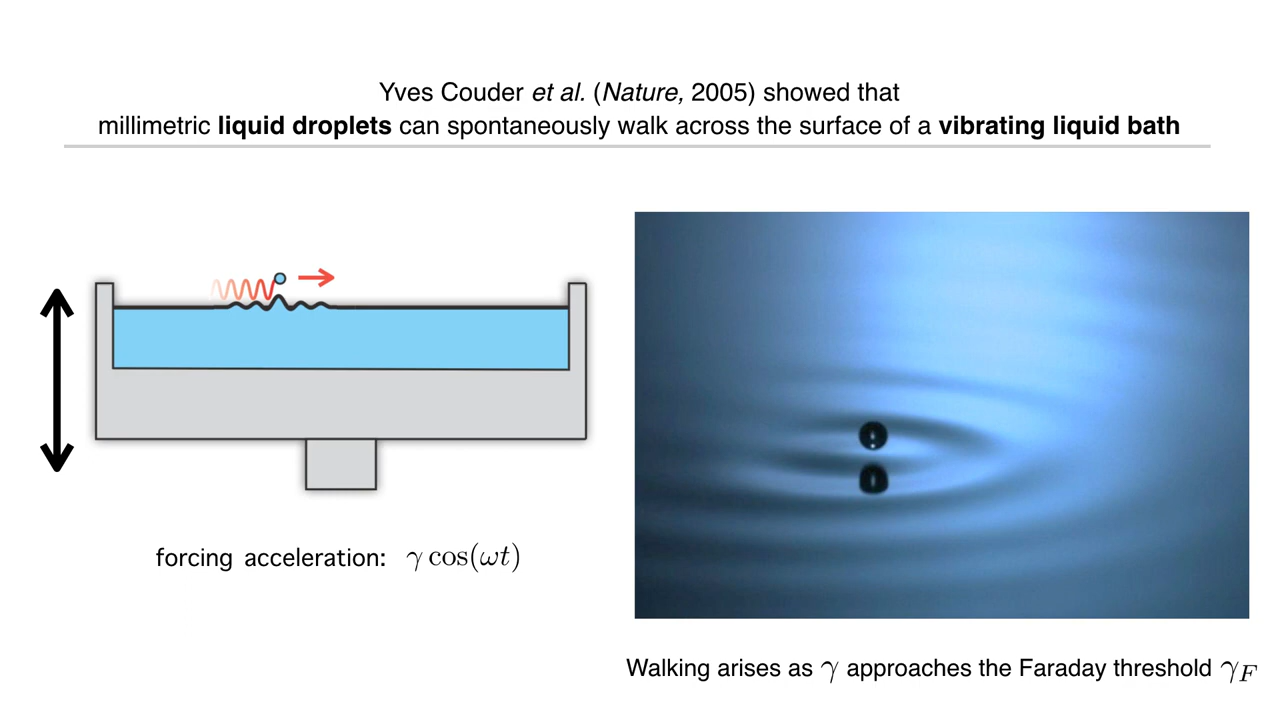 Yves Couder et al. (Nature, 2005) showed that
millimetric liquid droplets can spontaneously walk across the surface of a vibrating liquid bath
forcing acceleration: γ cos(ωt)
Walking arises as γ approaches the Faraday threshold γ_F